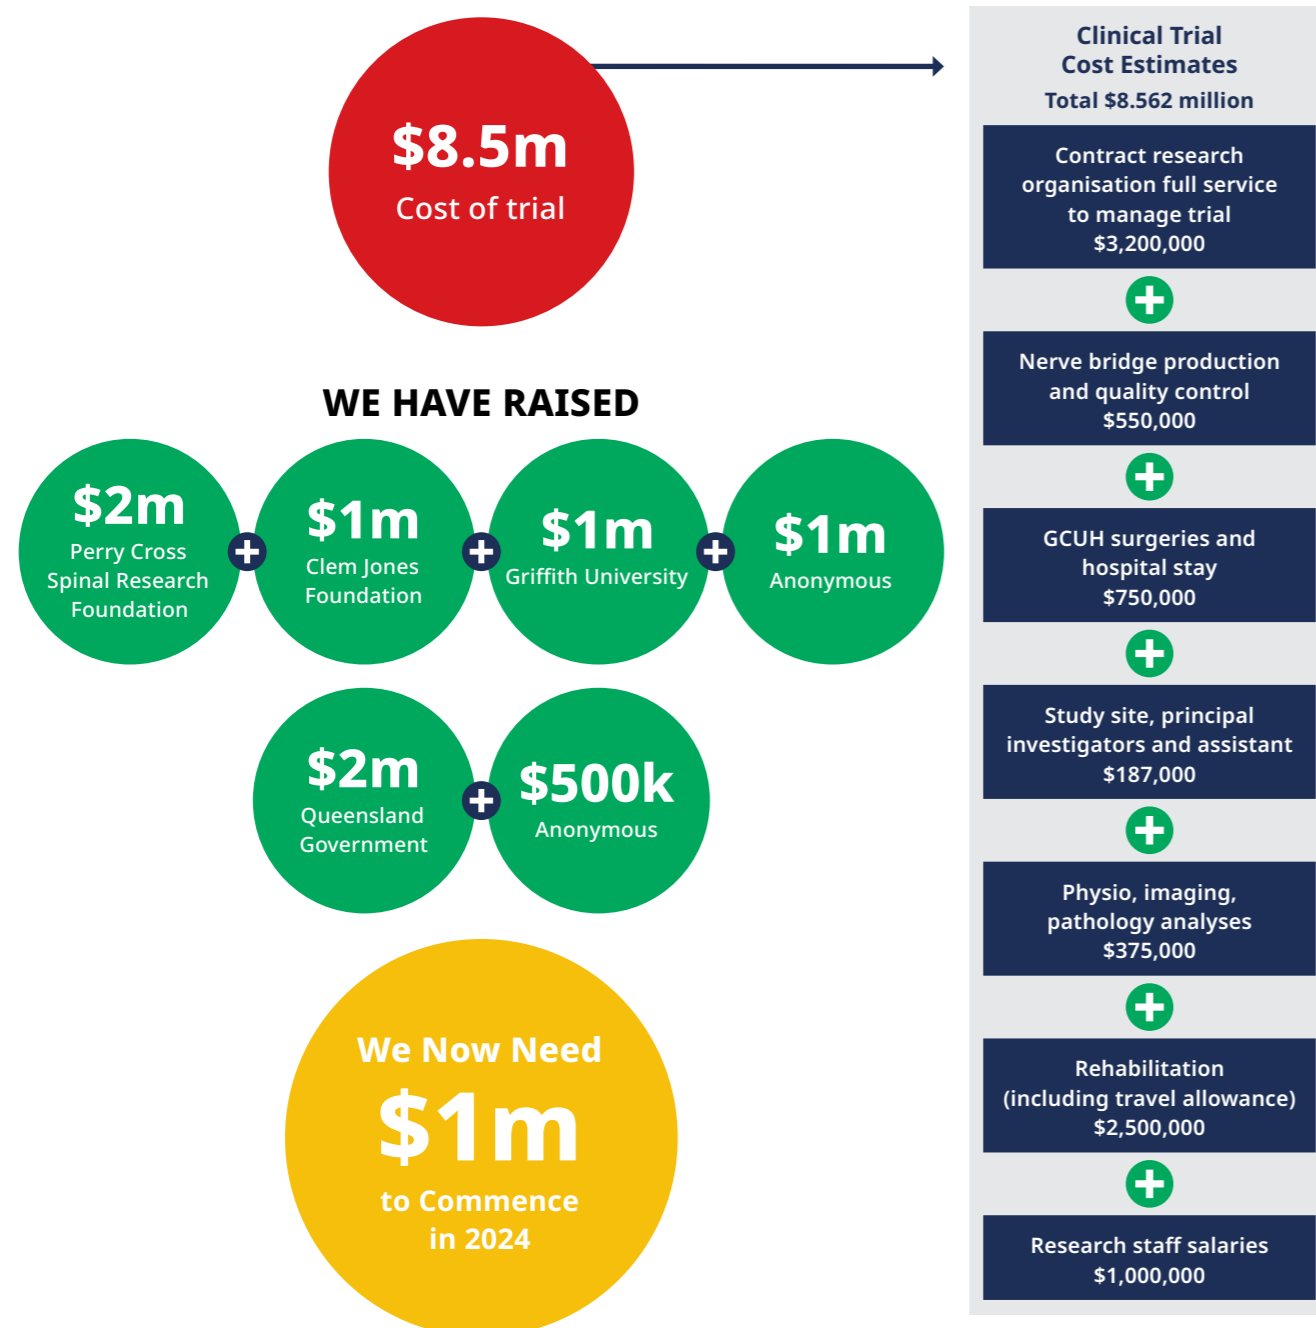 $8.5m
Cost of trial
WE HAVE RAISED
$2m
Perry Cross
Spinal Research
Foundation
$1m
Clem Jones
Foundation
$1m
Griffith University
$1m
Anonymous
$2m
Queensland
Government
$500k
Anonymous
We Now Need
$1m
to Commence
in 2024
Clinical Trial
Cost Estimates
Total $8.562 million
Contract research
organisation full service
to manage trial
$3,200,000
Nerve bridge production
and quality control
$550,000
GCUH surgeries and
hospital stay
$750,000
Study site, principal
investigators and assistant
$187,000
Physio, imaging,
pathology analyses
$375,000
Rehabilitation
(including travel allowance)
$2,500,000
Research staff salaries
$1,000,000